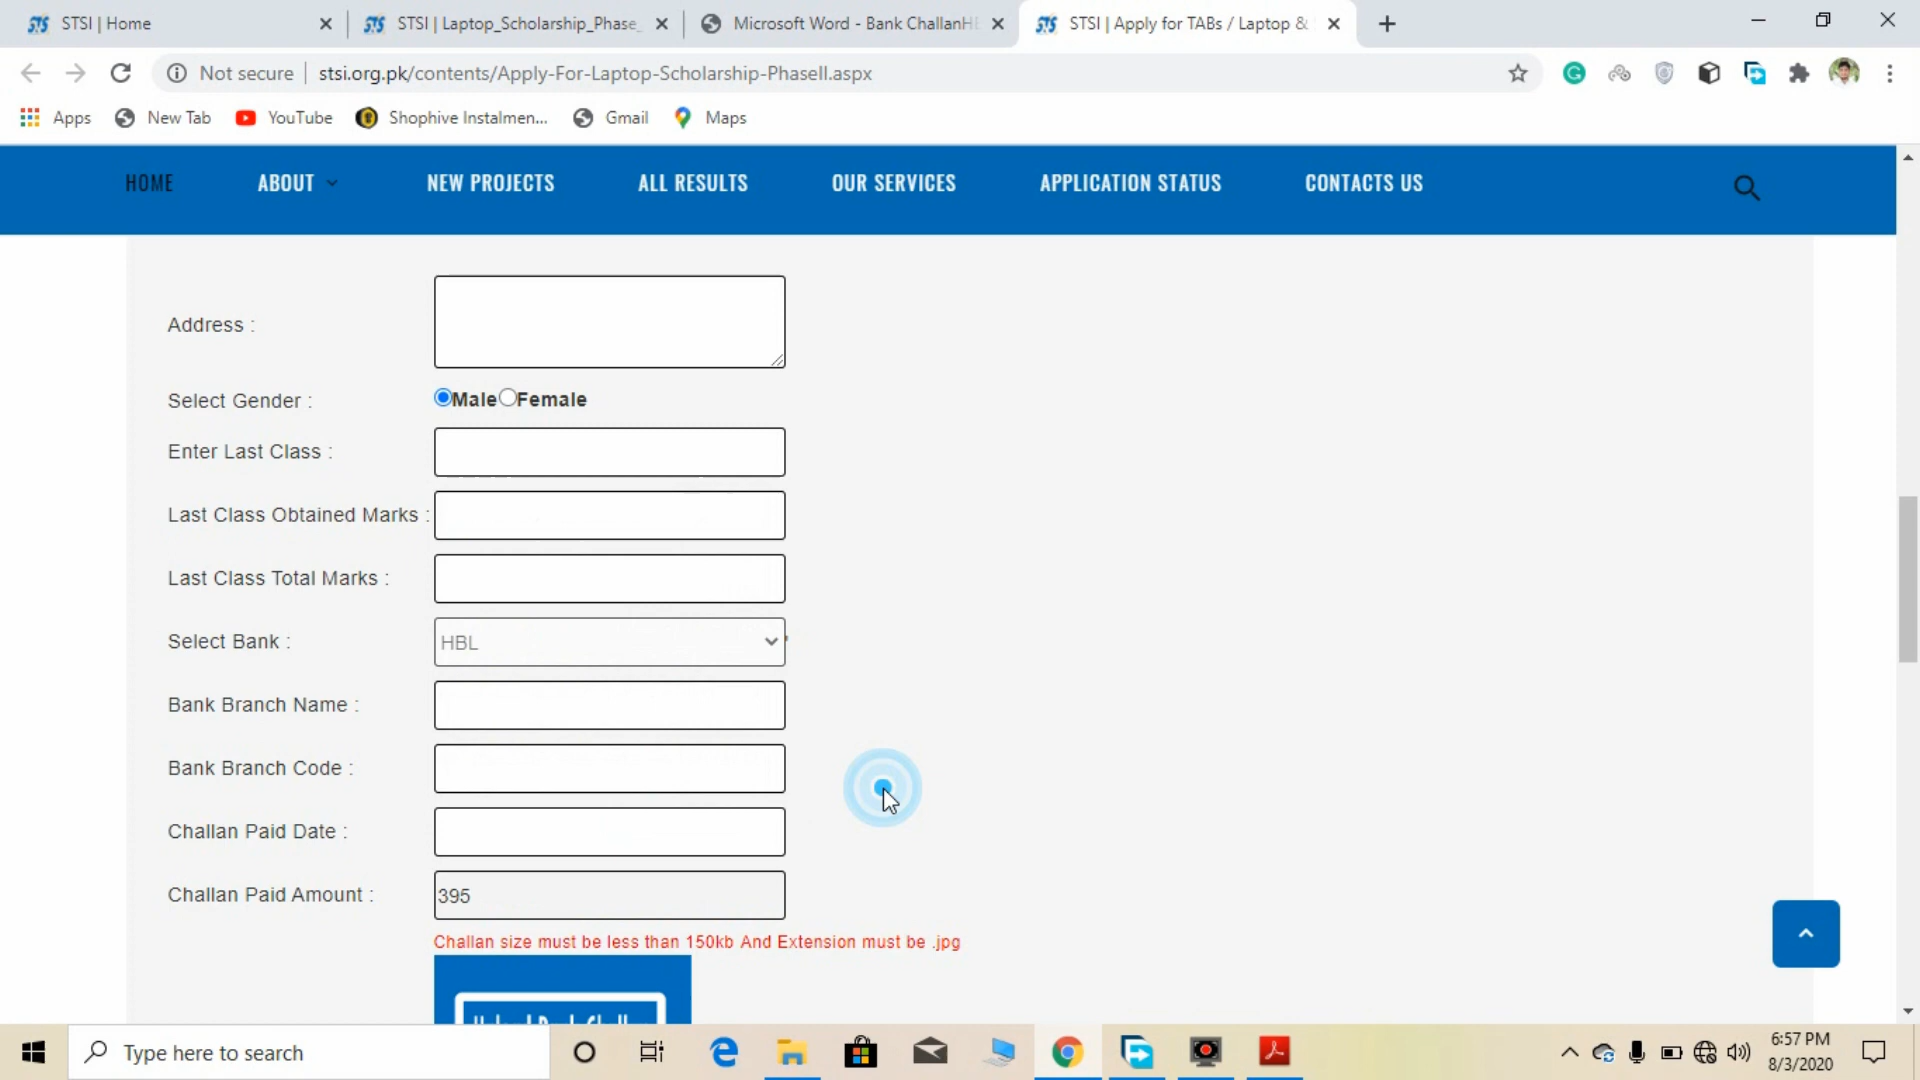 STS STSI | Home
STS STSI | Laptop_Scholarship_Phase_
Microsoft Word - Bank ChallanH
STS STSI | Apply for TABs / Laptop &
Not secure
stsi.org.pk/contents/Apply-For-Laptop-Scholarship-PhaseII.aspx
Apps
New Tab
YouTube
Shophive Instalmen...
Gmail
Maps
HOME
ABOUT
NEW PROJECTS
ALL RESULTS
OUR SERVICES
APPLICATION STATUS
CONTACTS US
Address :
Select Gender :
Male Female
Enter Last Class :
Last Class Obtained Marks :
Last Class Total Marks :
Select Bank :
HBL
Bank Branch Name :
Bank Branch Code :
Challan Paid Date :
Challan Paid Amount :
395
Challan size must be less than 150kb And Extension must be .jpg
Type here to search
6:57 PM
8/3/2020